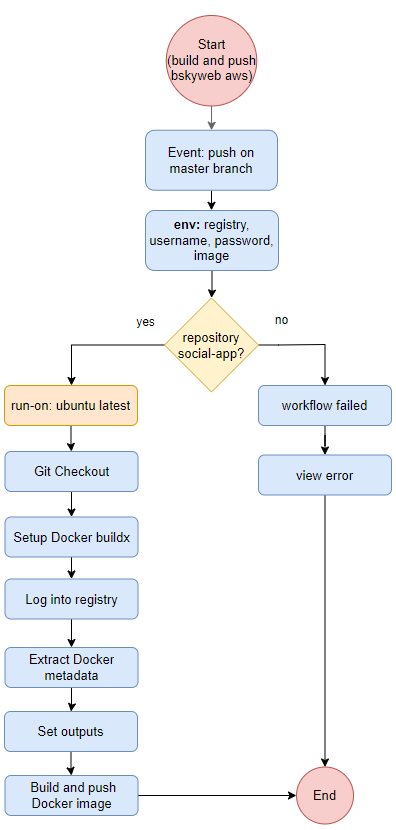 Start
(build and push
bskyweb aws)
Event: push on
master branch
env: registry,
username, password,
image
yes
no
repository
social-app?
run-on: ubuntu latest
workflow failed
Git Checkout
view error
Setup Docker buildx
Log into registry
Extract Docker
metadata
Set outputs
Build and push
Docker image
End